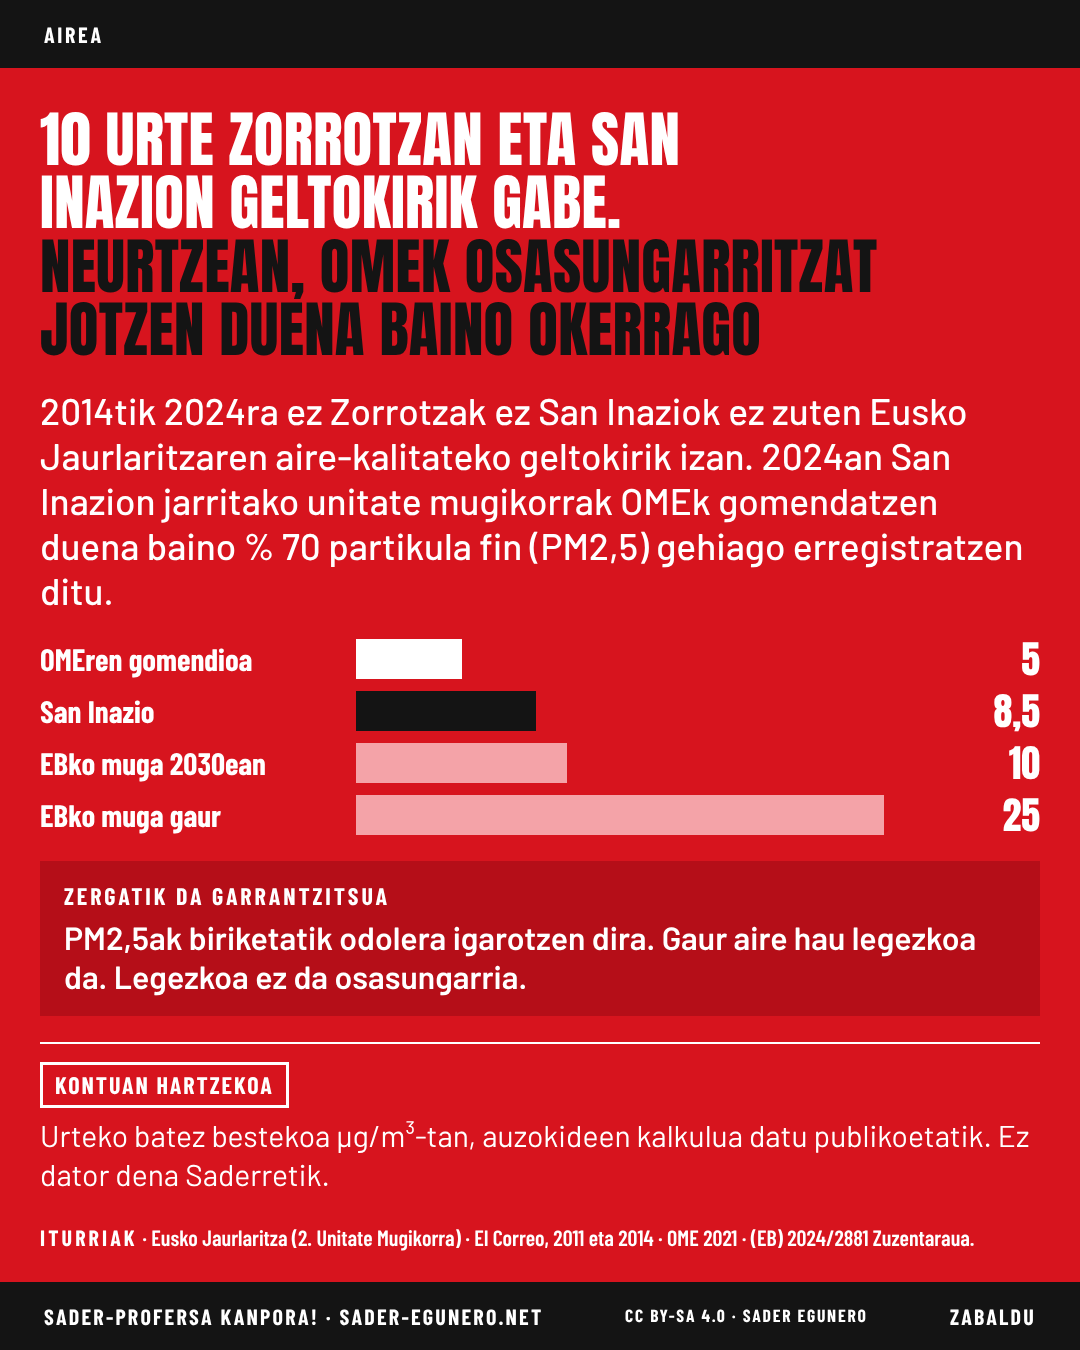 AIREA
10 URTE ZORROTZAN ETA SAN
INAZION GELTOKIRIK GABE.
NEURTZEAN, OMEK OSASUNGARRITZAT
JOTZEN DUENA BAINO OKERRAGO
2014tik 2024ra ez Zorrotzak ez San Inaziok ez zuten Eusko
Jaurlaritzaren aire-kalitateko geltokirik izan. 2024an San
Inazion jarritako unitate mugikorrak OMEk gomendatzen
duena baino % 70 partikula fin (PM2,5) gehiago erregistratzen
ditu.
OMEren gomendioa 5
San Inazio 8,5
EBko muga 2030ean 10
EBko muga gaur 25
ZERGATIK DA GARRANTZITSUA
PM2,5ak biriketatik odolera igarotzen dira. Gaur aire hau legezkoa
da. Legezkoa ez da osasungarria.
KONTUAN HARTZEKOA
Urteko batez bestekoa µg/m³-tan, auzokideen kalkulua datu publikoetatik. Ez
dator dena Saderretik.
ITURRIAK · Eusko Jaurlaritza (2. Unitate Mugikorra) · El Correo, 2011 eta 2014 · OME 2021 · (EB) 2024/2881 Zuzentaraua.
SADER-PROFERSA KANPORA! · SADER-EGUNERO.NET CC BY-SA 4.0 · SADER EGUNERO ZABALDU